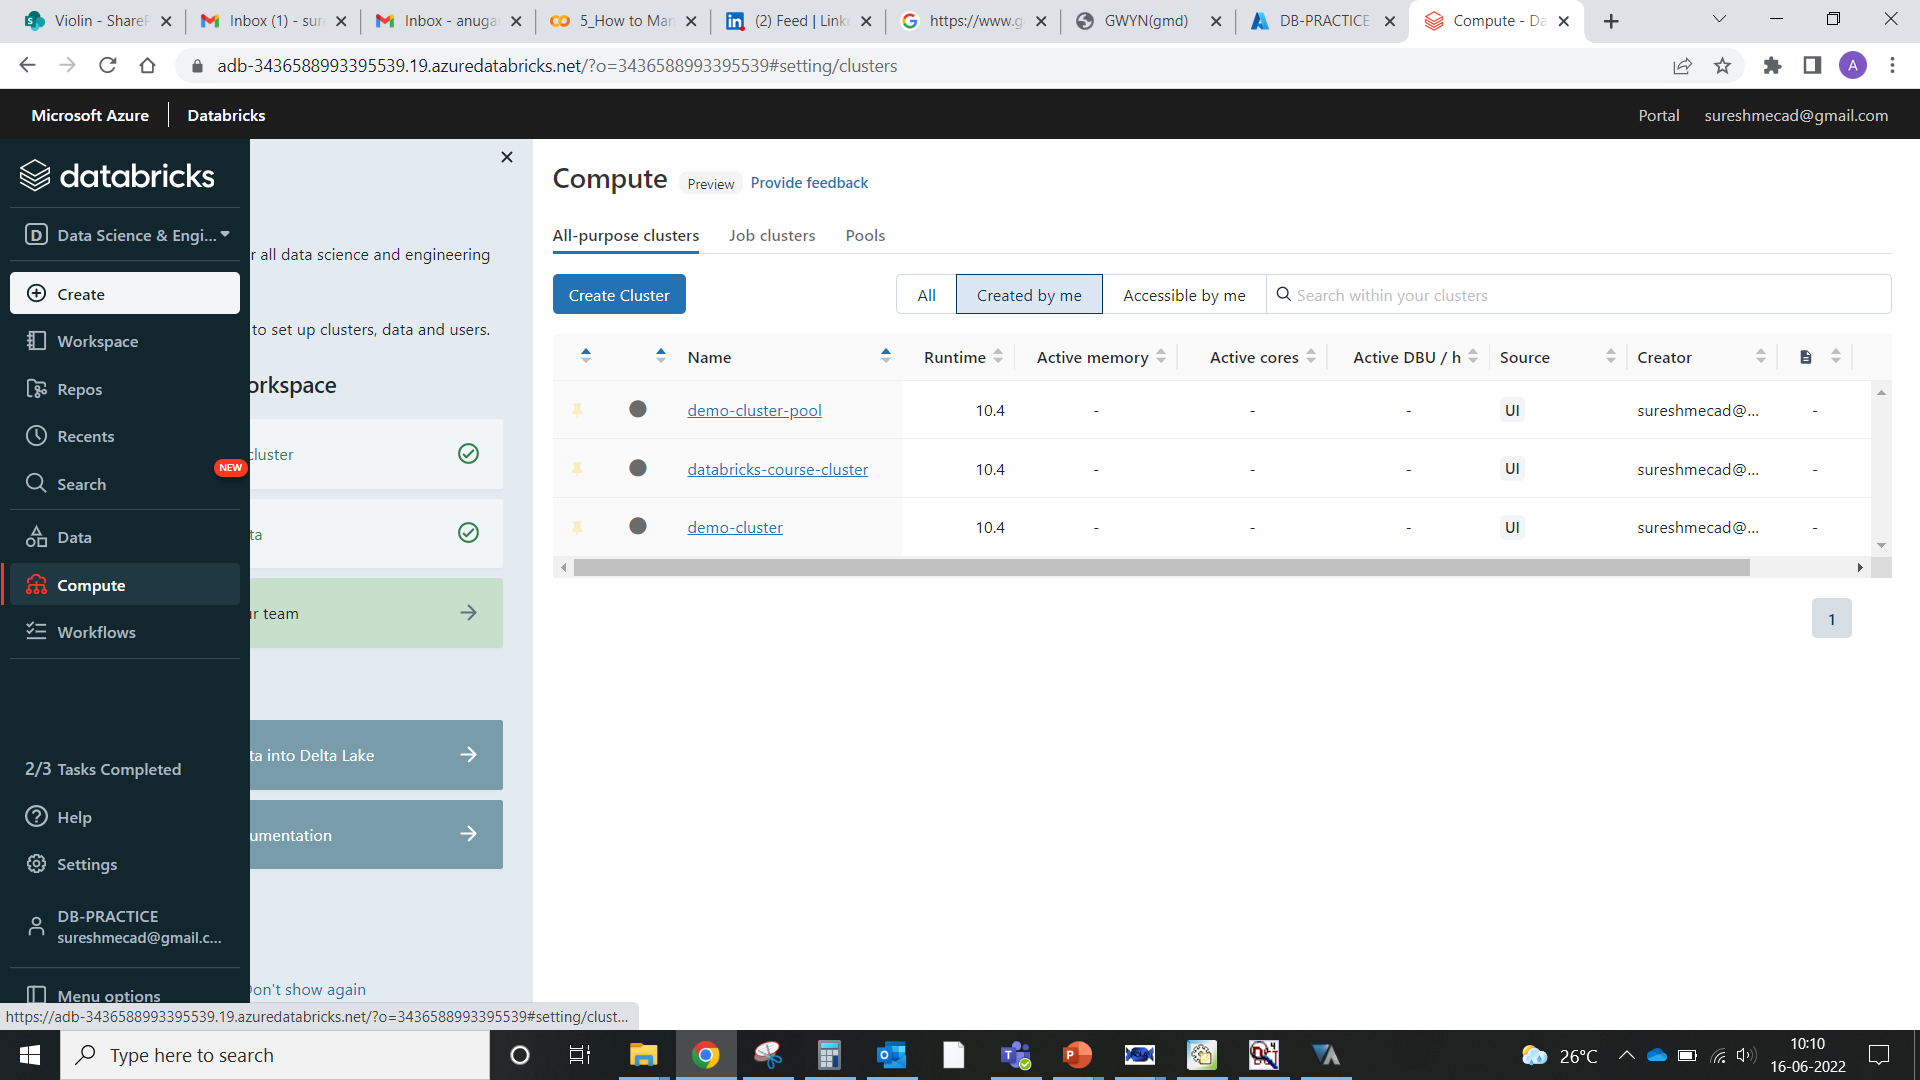 Violin - ShareP
Inbox (1) - sur
Inbox - anuga
5_How to Man
(2) Feed | Linke
https://www.g
GWYN(gmd)
DB-PRACTICE
Compute - Da
adb-3436588993395539.19.azuredatabricks.net/?o=3436588993395539#setting/clusters
A
Microsoft Azure
Databricks
Portal
sureshmecad@gmail.com
databricks
D
Data Science & Engi...
Create
Workspace
Repos
Recents
NEW
Search
Data
Compute
Workflows
2/3 Tasks Completed
Help
Settings
DB-PRACTICE
sureshmecad@gmail.c...
Menu options
r all data science and engineering
to set up clusters, data and users.
orkspace
cluster
ta
ur team
ta into Delta Lake
umentation
Don't show again
Compute
Preview
Provide feedback
All-purpose clusters
Job clusters
Pools
Create Cluster
All
Created by me
Accessible by me
Search within your clusters
Name Runtime Active memory Active cores Active DBU / h Source Creator
demo-cluster-pool 10.4 - - - UI sureshmecad@... -
databricks-course-cluster 10.4 - - - UI sureshmecad@... -
demo-cluster 10.4 - - - UI sureshmecad@... -
1
https://adb-3436588993395539.19.azuredatabricks.net/?o=3436588993395539#setting/clust...
Type here to search
26°C
10:10
16-06-2022